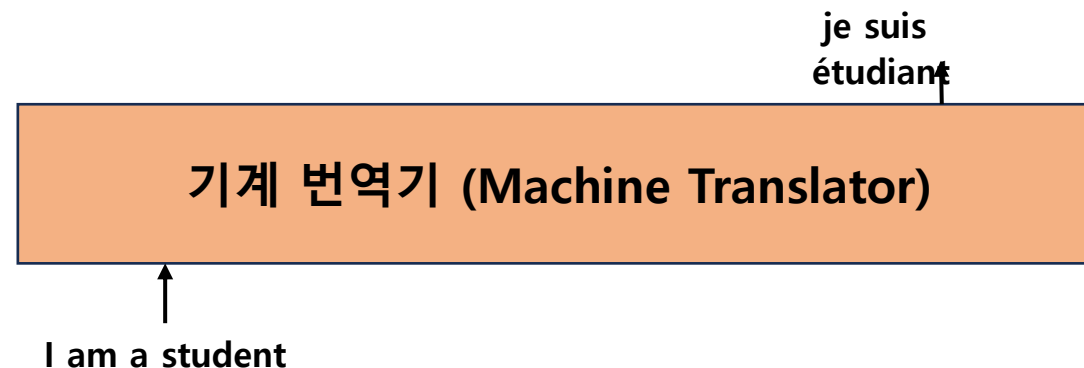 je suis
étudiant
기계 번역기 (Machine Translator)
I am a student